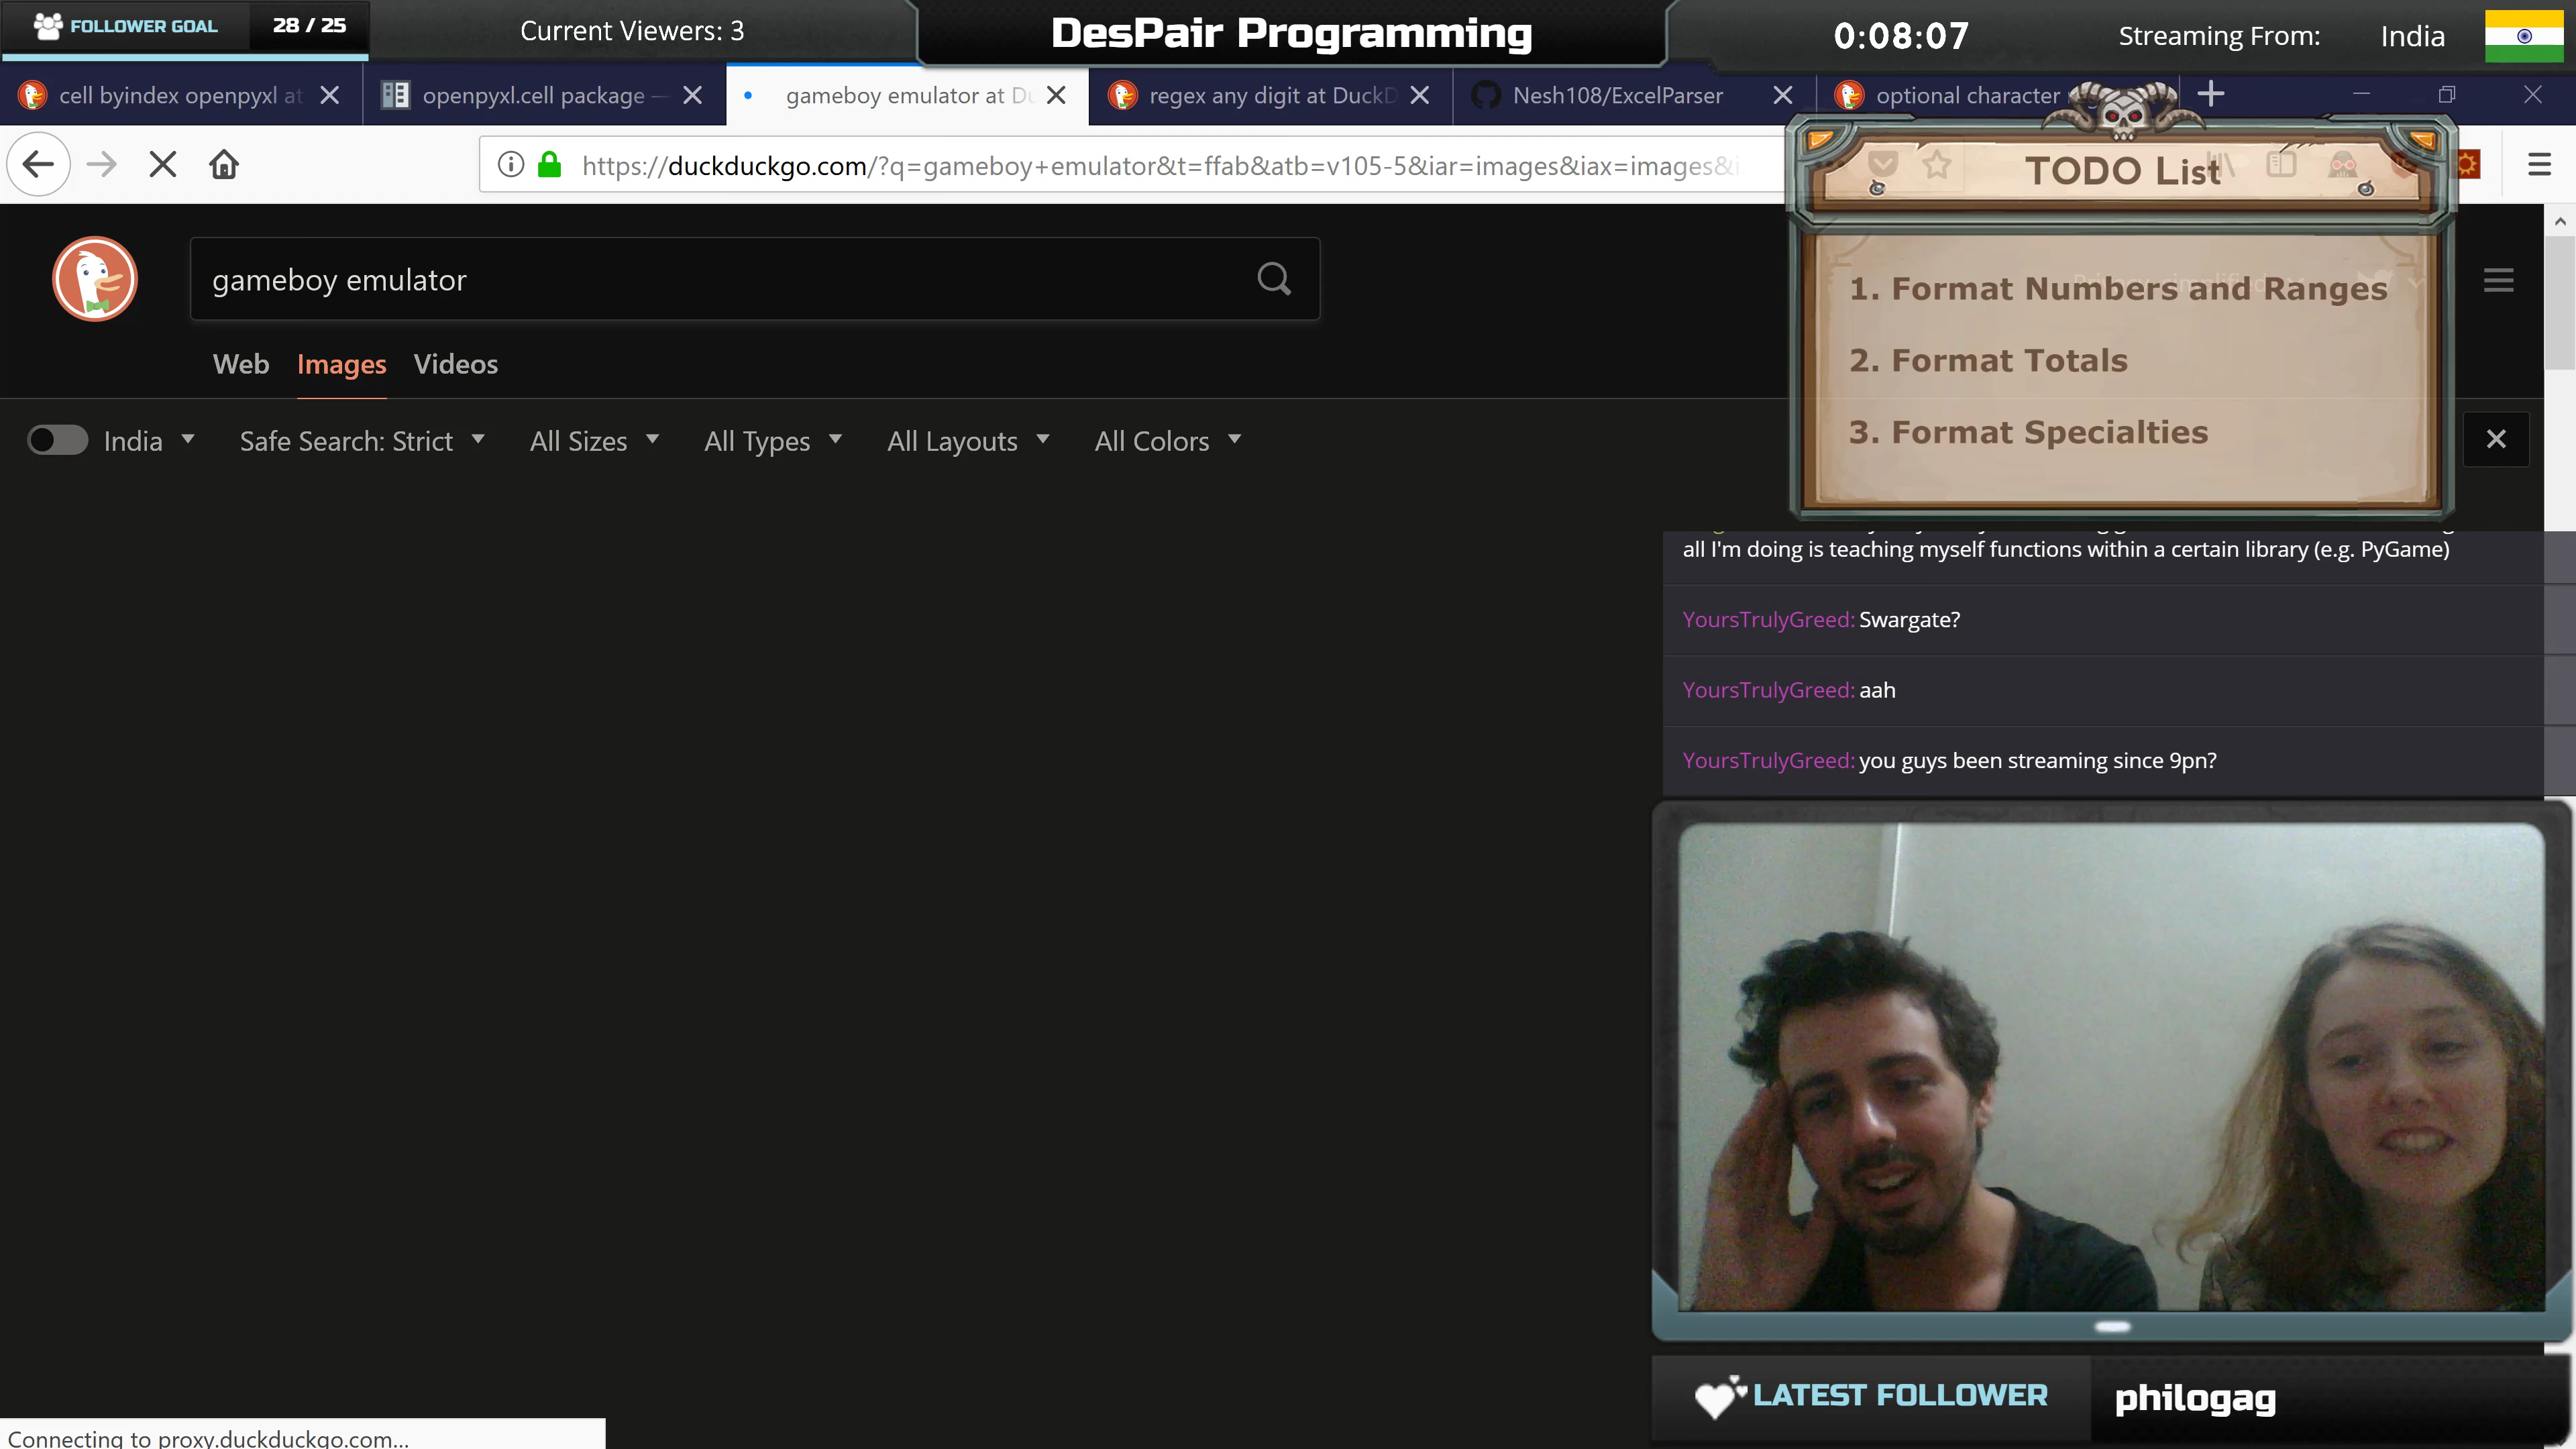 FOLLOWER GOAL 28 / 25
Current Viewers: 3
DesPair Programming
0:08:07
Streaming From: India
cell byindex openpyxl at
openpyxl.cell package —
gameboy emulator at Du
regex any digit at DuckD
Nesh108/ExcelParser
optional character
https://duckduckgo.com/?q=gameboy+emulator&t=ffab&atb=v105-5&iar=images&iax=images&i
TODO List
1. Format Numbers and Ranges
2. Format Totals
3. Format Specialties
gameboy emulator
Web Images Videos
India Safe Search: Strict All Sizes All Types All Layouts All Colors
all I'm doing is teaching myself functions within a certain library (e.g. PyGame)
YoursTrulyGreed: Swargate?
YoursTrulyGreed: aah
YoursTrulyGreed: you guys been streaming since 9pn?
LATEST FOLLOWER philogag
Connecting to proxy.duckduckgo.com...